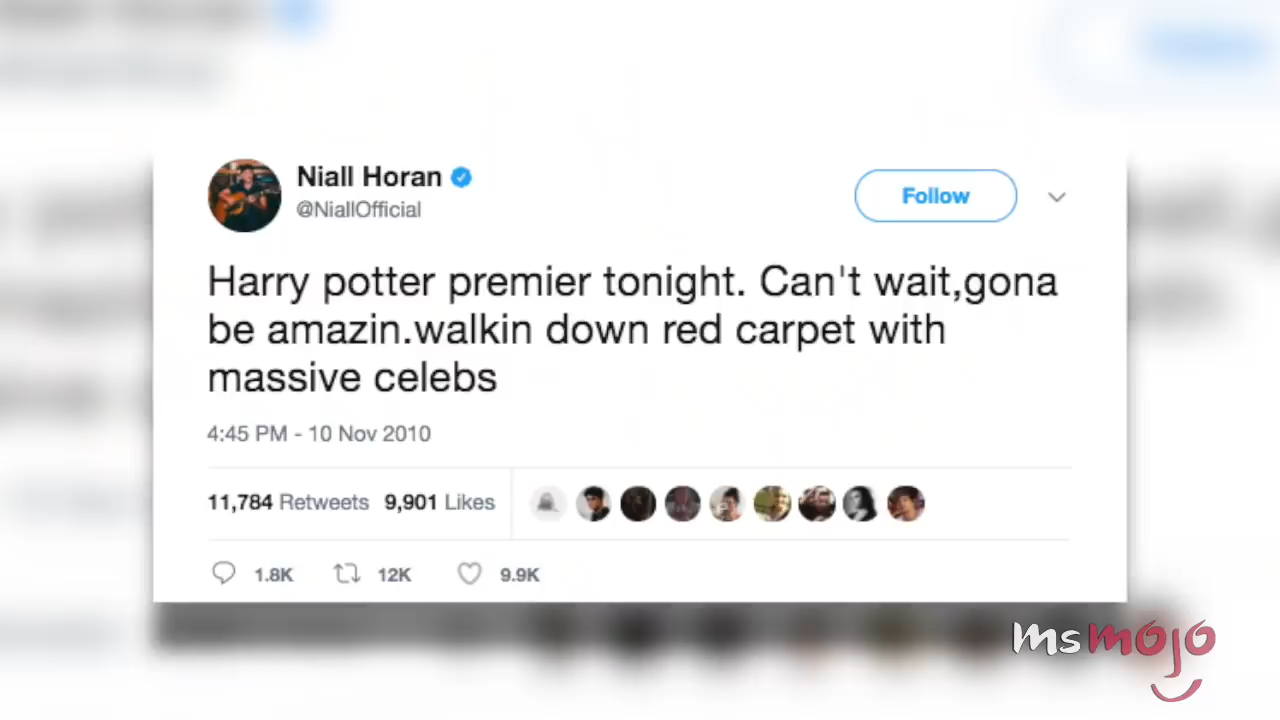 Niall Horan
@NiallOfficial
Follow
Harry potter premier tonight. Can't wait,gona
be amazin.walkin down red carpet with
massive celebs
4:45 PM - 10 Nov 2010
11,784 Retweets 9,901 Likes
1.8K 12K 9.9K
msmojo